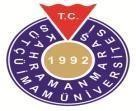 T.C.
KAHRAMANMARAŞ
SÜTÇÜ İMAM ÜNİVERSİTESİ
1992